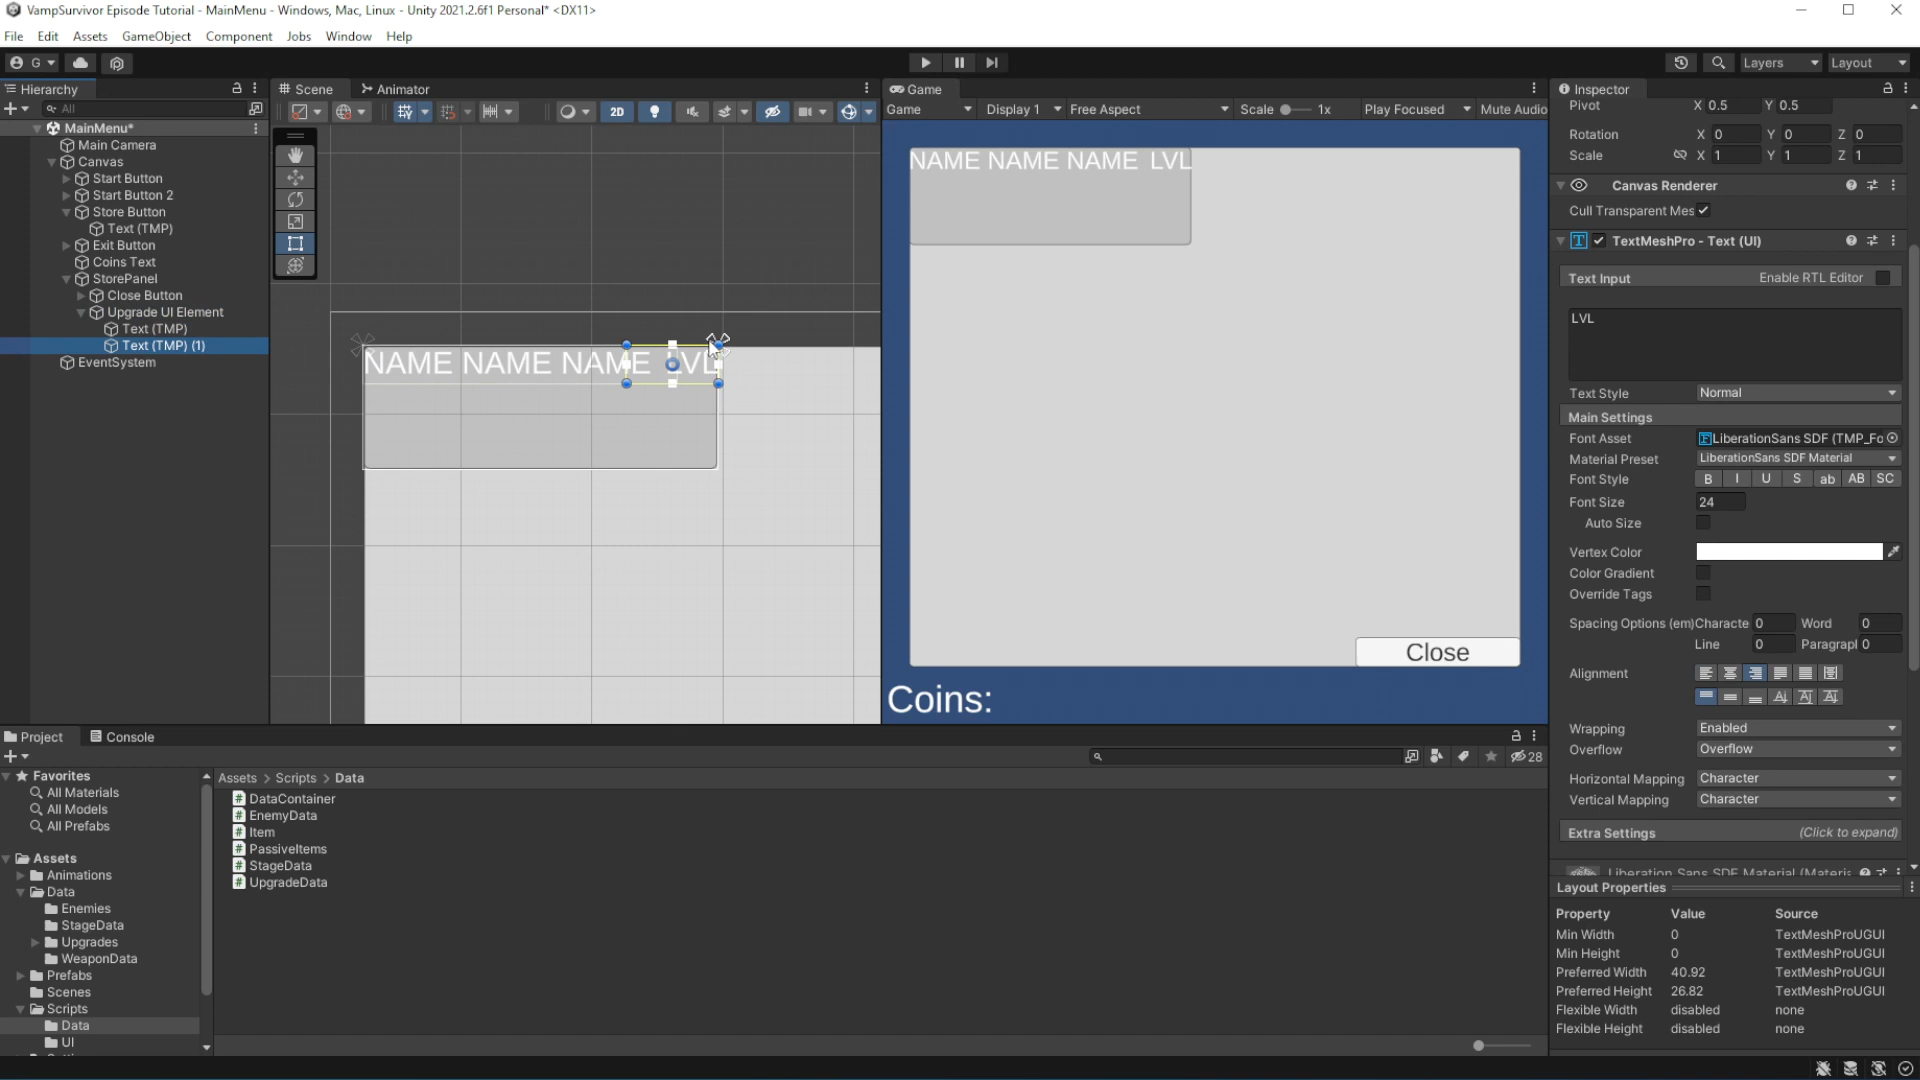 VampSurvivor Episode Tutorial - MainMenu - Windows, Mac, Linux - Unity 2021.2.6f1 Personal* <DX11>
File Edit Assets GameObject Component Jobs Window Help
G Layers Layout
Hierarchy
All
MainMenu*
Main Camera
Canvas
Start Button
Start Button 2
Store Button
Text (TMP)
Exit Button
Coins Text
StorePanel
Close Button
Upgrade UI Element
Text (TMP)
Text (TMP) (1)
EventSystem
Scene Animator
2D
NAME NAME NAME LVL
Game
Game Display 1 Free Aspect Scale 1x Play Focused Mute Audio
NAME NAME NAME LVL
Close
Coins:
Inspector
Pivot X 0.5 Y 0.5
Rotation X 0 Y 0 Z 0
Scale X 1 Y 1 Z 1
Canvas Renderer
Cull Transparent Mes
TextMeshPro - Text (UI)
Text Input Enable RTL Editor
LVL
Text Style Normal
Main Settings
Font Asset LiberationSans SDF (TMP_Fo
Material Preset LiberationSans SDF Material
Font Style B I U S ab AB SC
Font Size 24
Auto Size
Vertex Color
Color Gradient
Override Tags
Spacing Options (em) Characte 0 Word 0
Line 0 Paragrapl 0
Alignment
Wrapping Enabled
Overflow Overflow
Horizontal Mapping Character
Vertical Mapping Character
Extra Settings (Click to expand)
Liberation Sans SDF Material (Materia
Layout Properties
Property Value Source
Min Width 0 TextMeshProUGUI
Min Height 0 TextMeshProUGUI
Preferred Width 40.92 TextMeshProUGUI
Preferred Height 26.82 TextMeshProUGUI
Flexible Width disabled none
Flexible Height disabled none
Project Console
28
Favorites
All Materials
All Models
All Prefabs
Assets
Animations
Data
Enemies
StageData
Upgrades
WeaponData
Prefabs
Scenes
Scripts
Data
UI
Assets > Scripts > Data
DataContainer
EnemyData
Item
PassiveItems
StageData
UpgradeData